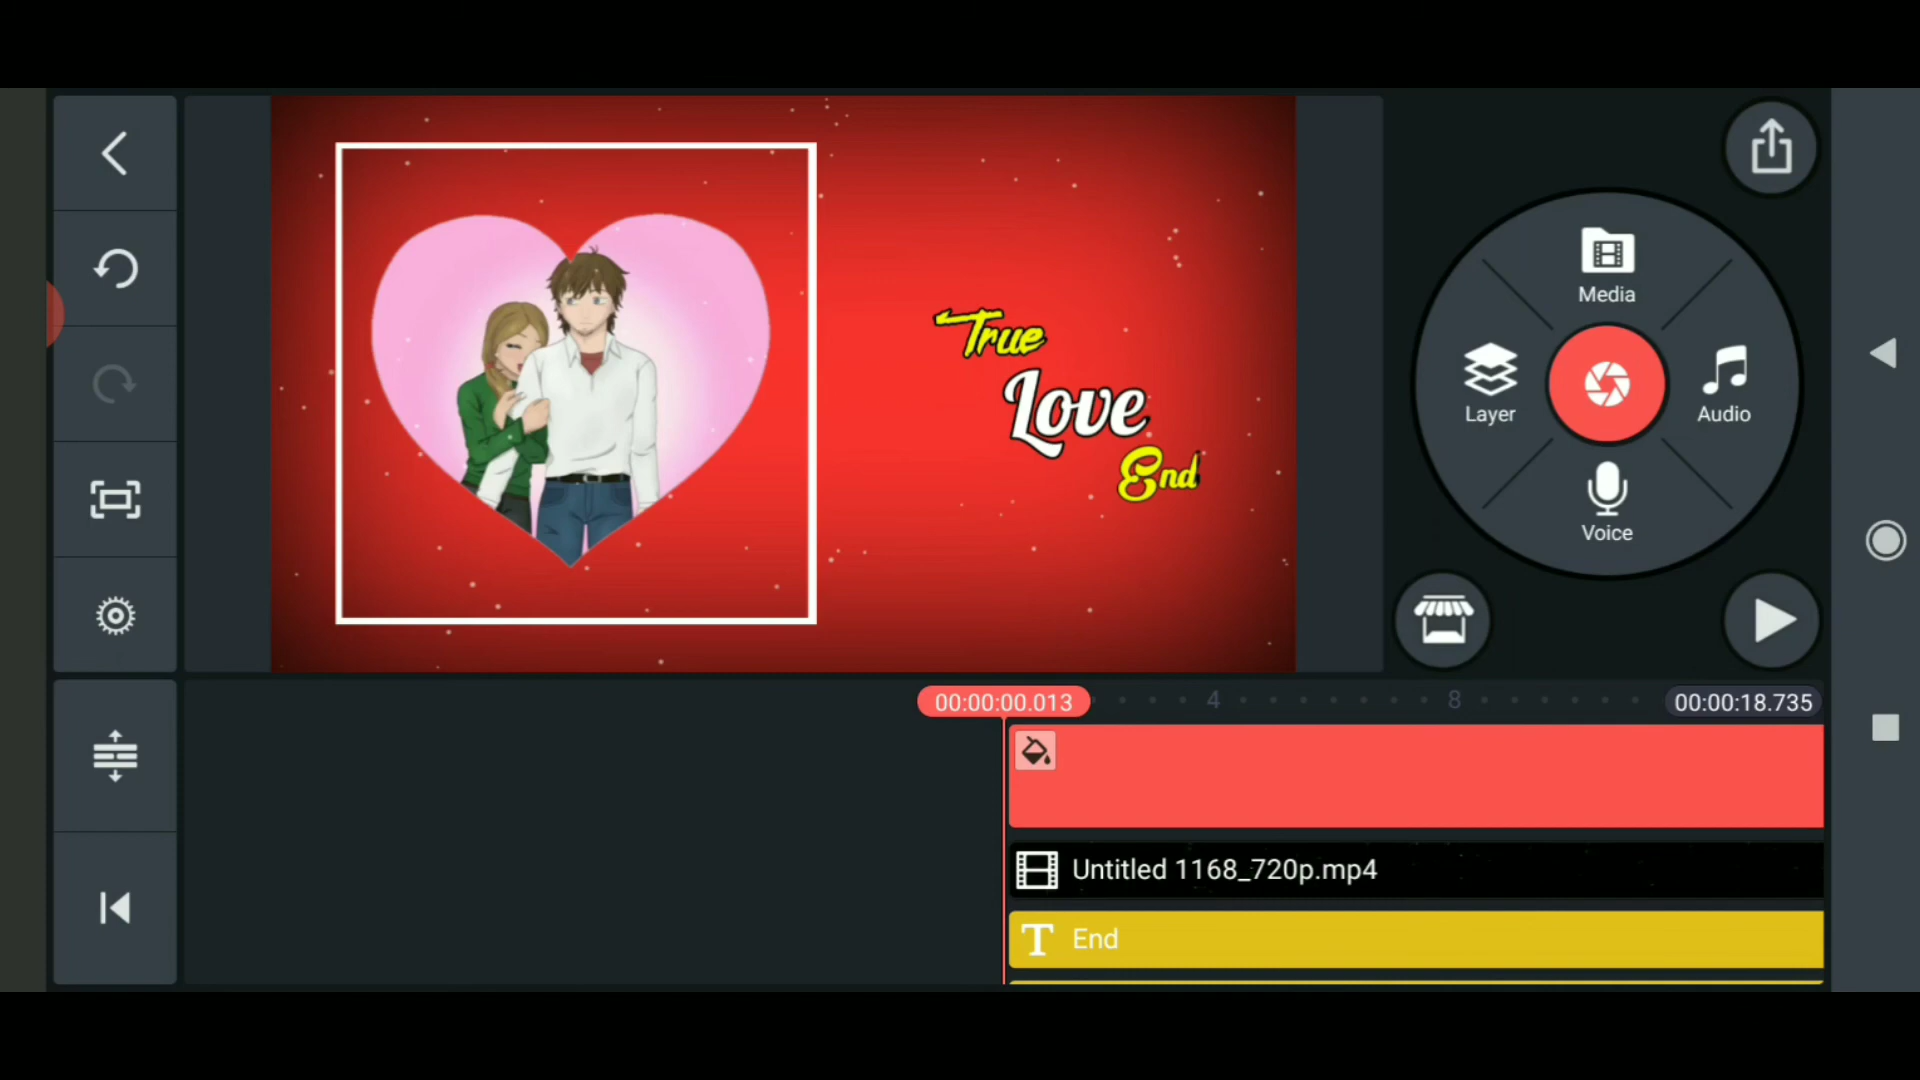 Media
Layer
Audio
Voice
True
Love
End
00:00:00.013
4
8
00:00:18.735
Untitled 1168_720p.mp4
T End